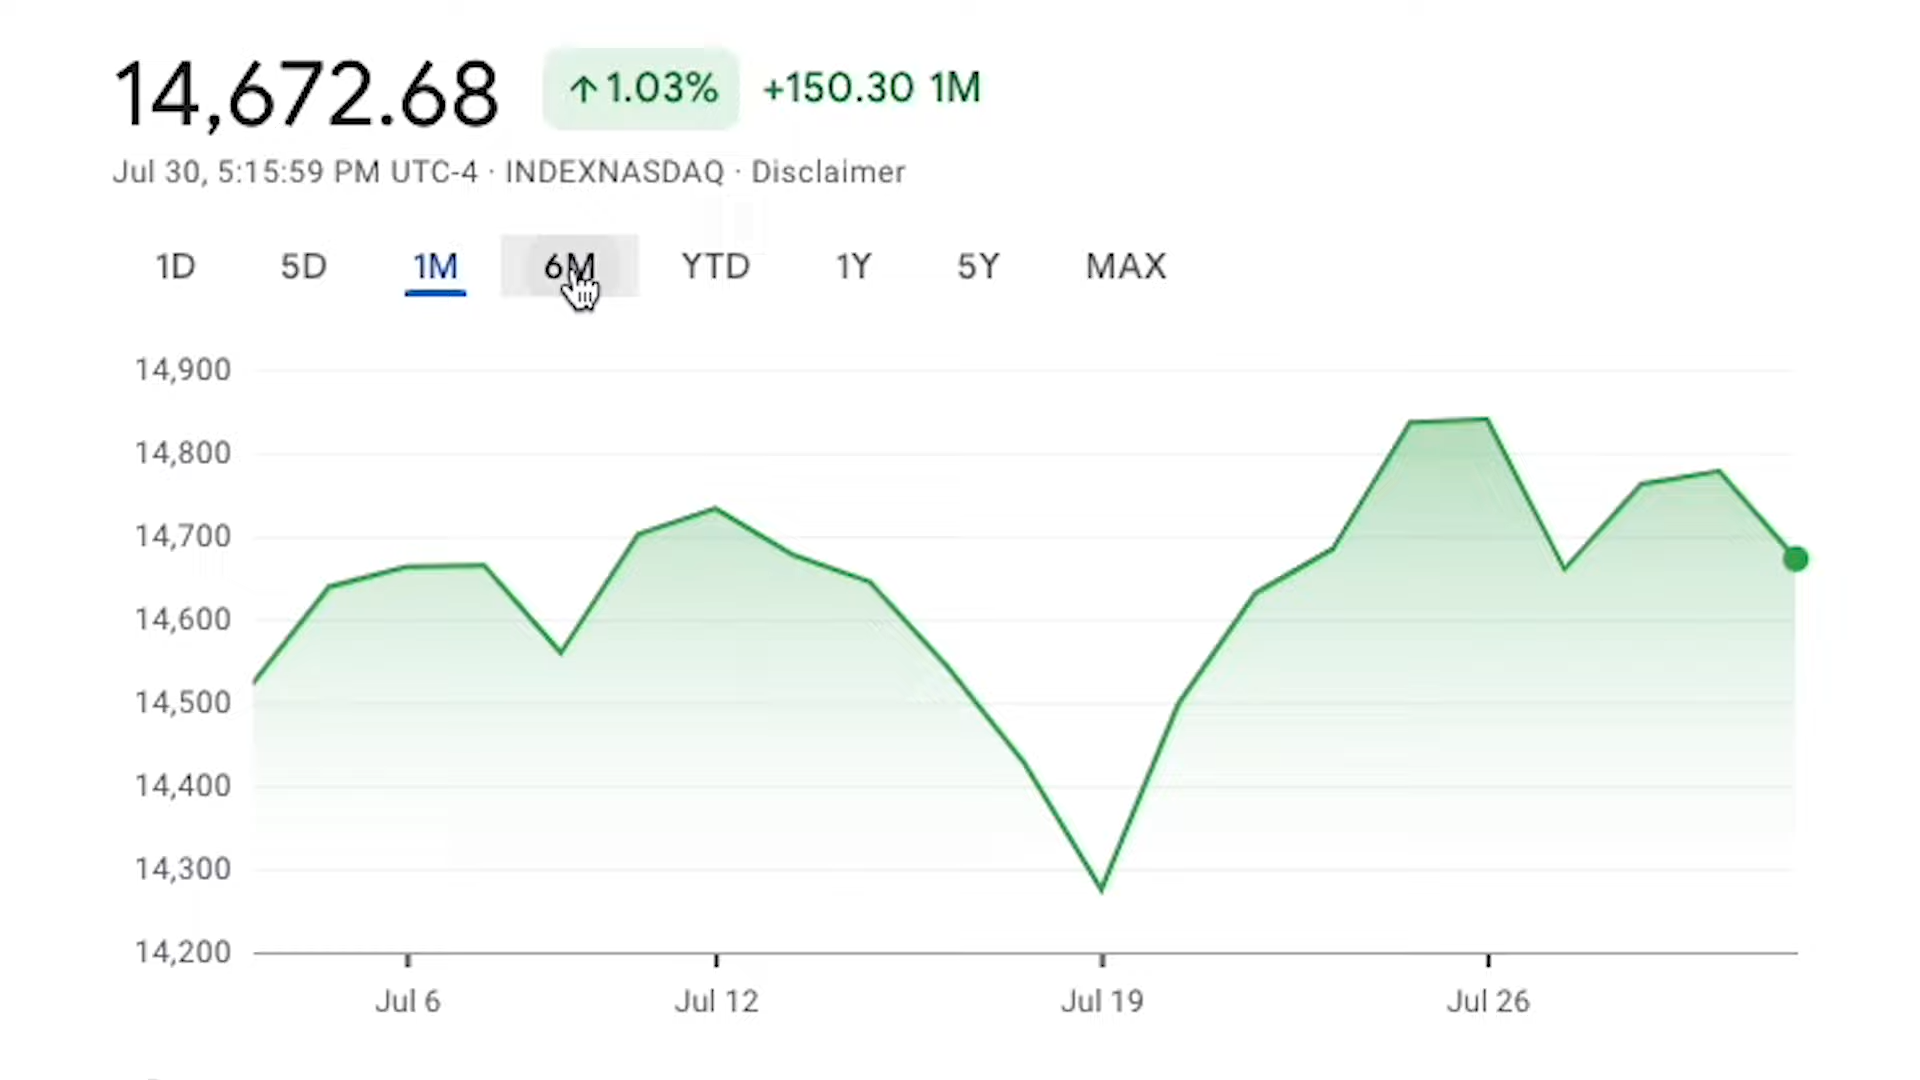 14,672.68 ↑1.03% +150.30 1M
Jul 30, 5:15:59 PM UTC-4 · INDEXNASDAQ · Disclaimer
1D 5D 1M 6M YTD 1Y 5Y MAX
14,900
14,800
14,700
14,600
14,500
14,400
14,300
14,200
Jul 6 Jul 12 Jul 19 Jul 26